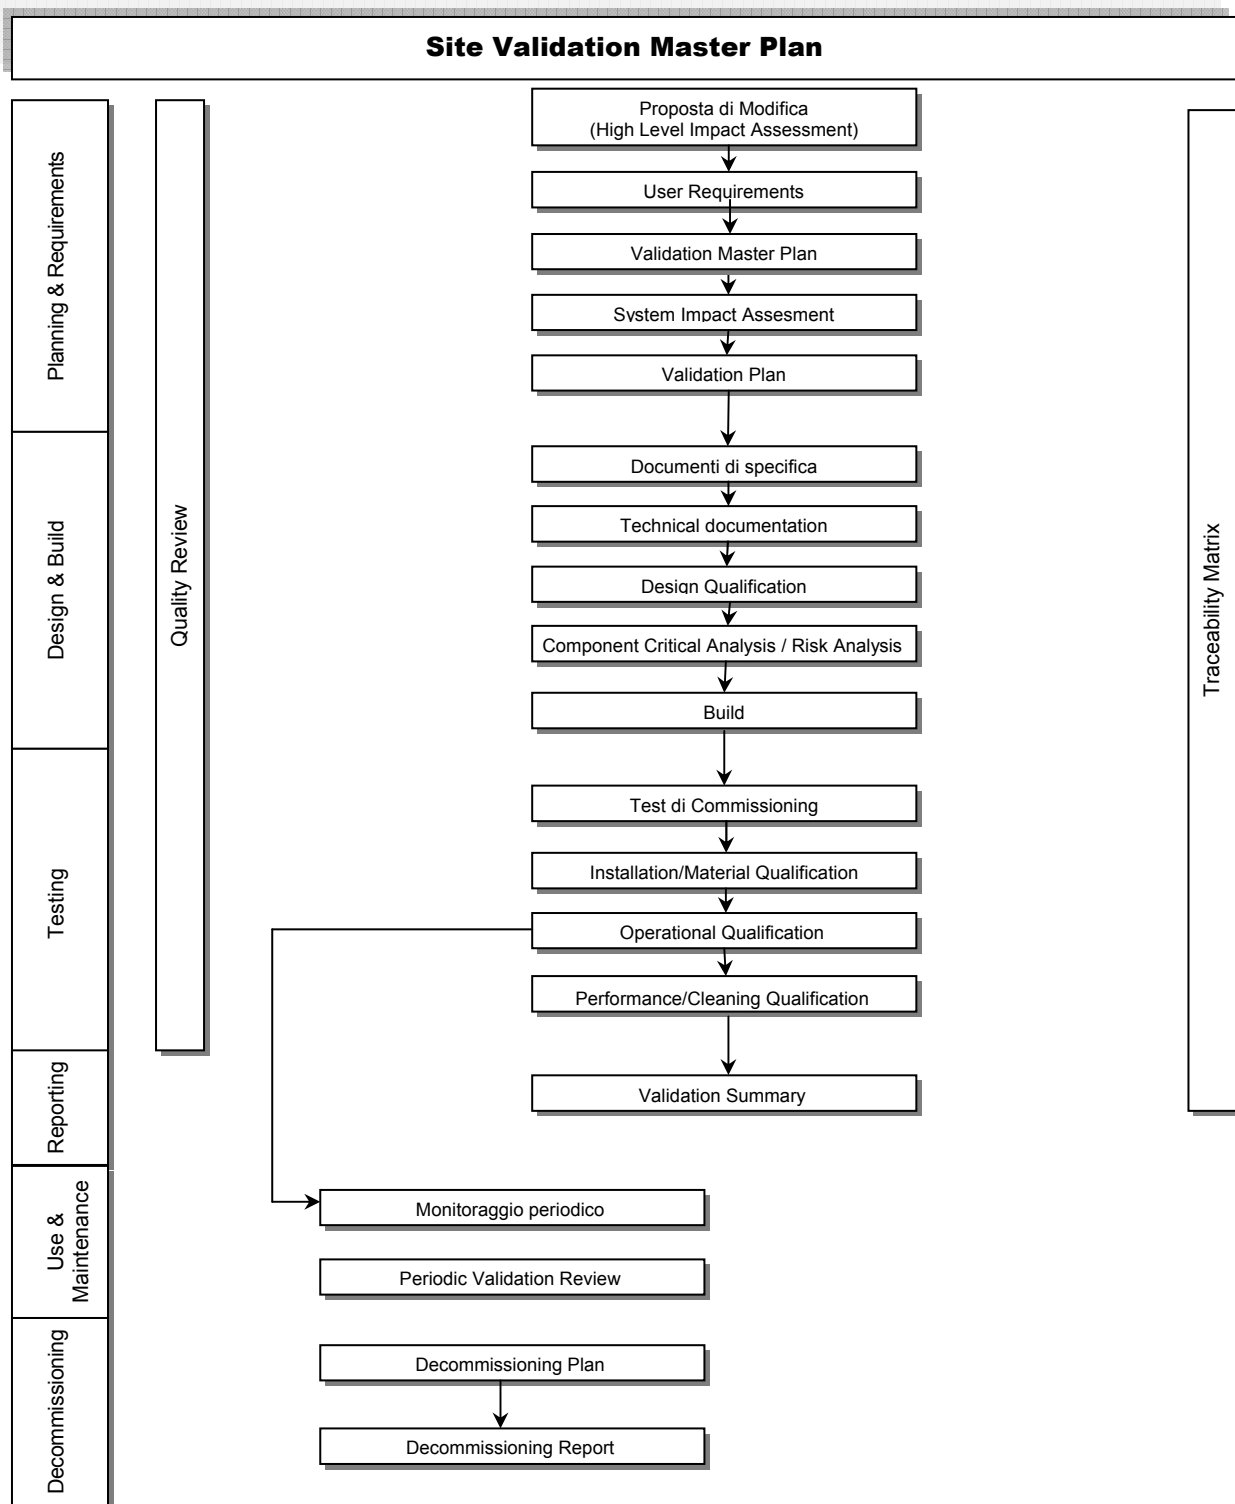 Site Validation Master Plan
Planning & Requirements
Design & Build
Testing
Reporting
Use &
Maintenance
Decommissioning
Quality Review
Proposta di Modifica
(High Level Impact Assessment)
User Requirements
Validation Master Plan
System Impact Assesment
Validation Plan
Documenti di specifica
Technical documentation
Design Qualification
Component Critical Analysis / Risk Analysis
Build
Test di Commissioning
Installation/Material Qualification
Operational Qualification
Performance/Cleaning Qualification
Validation Summary
Monitoraggio periodico
Periodic Validation Review
Decommissioning Plan
Decommissioning Report
Traceability Matrix